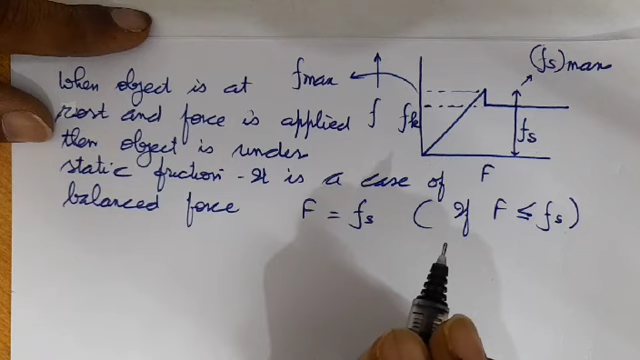 When object is at
rest and force is applied
then object is under
static friction - It is a case of
balanced force
F = fs ( If F ≤ fs )
fmax
(fs)max
f
fk
fs
F